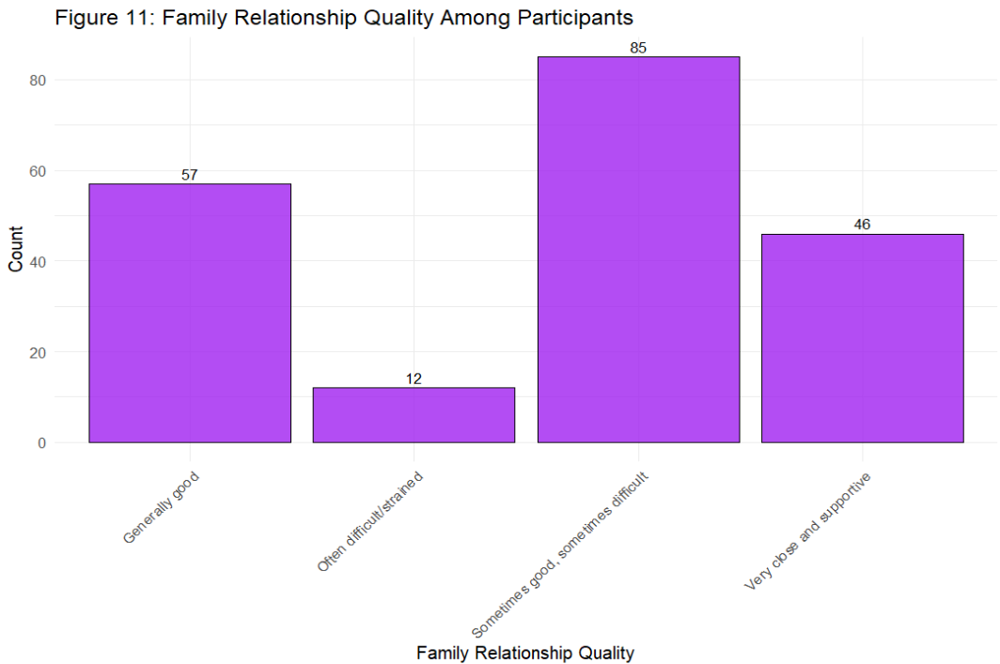 Figure 11: Family Relationship Quality Among Participants
85
80
57
60
46
Count
40
20
12
0
Generally good
Often difficult/strained
Sometimes good, sometimes difficult
Very close and supportive
Family Relationship Quality